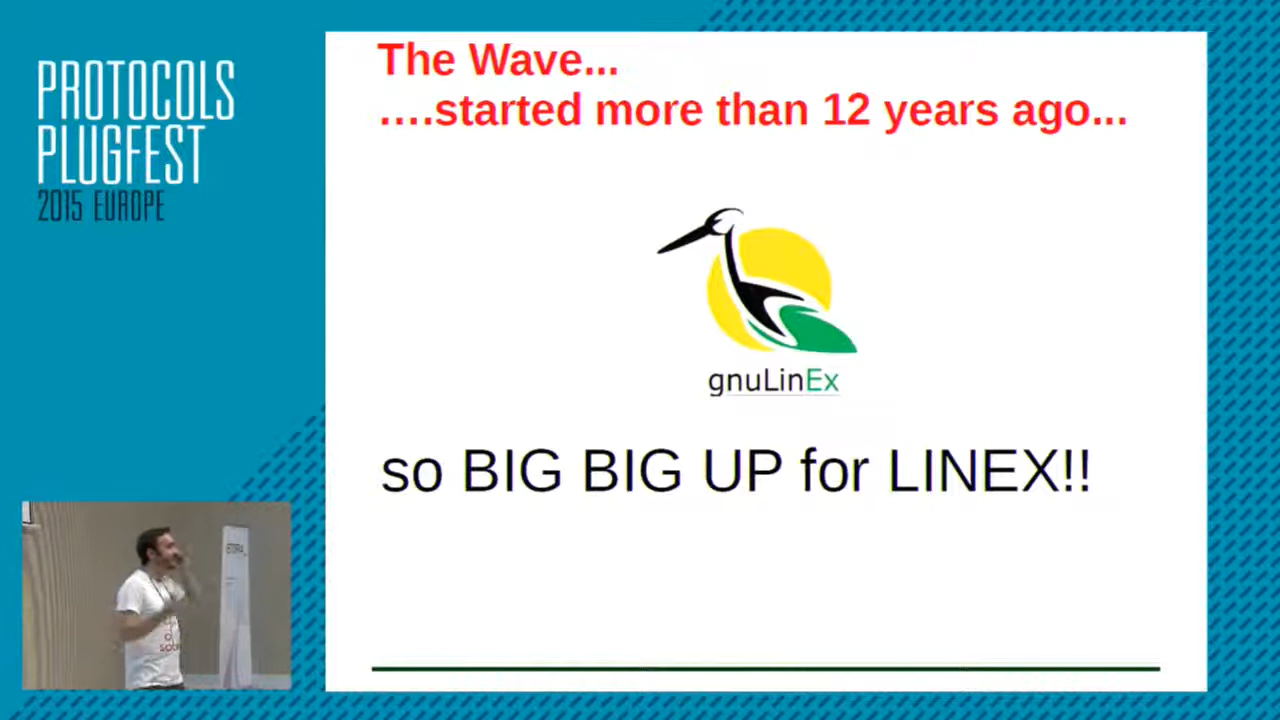 PROTOCOLS
PLUGFEST
2015 EUROPE
The Wave...
....started more than 12 years ago...
gnuLinEx
so BIG BIG UP for LINEX!!